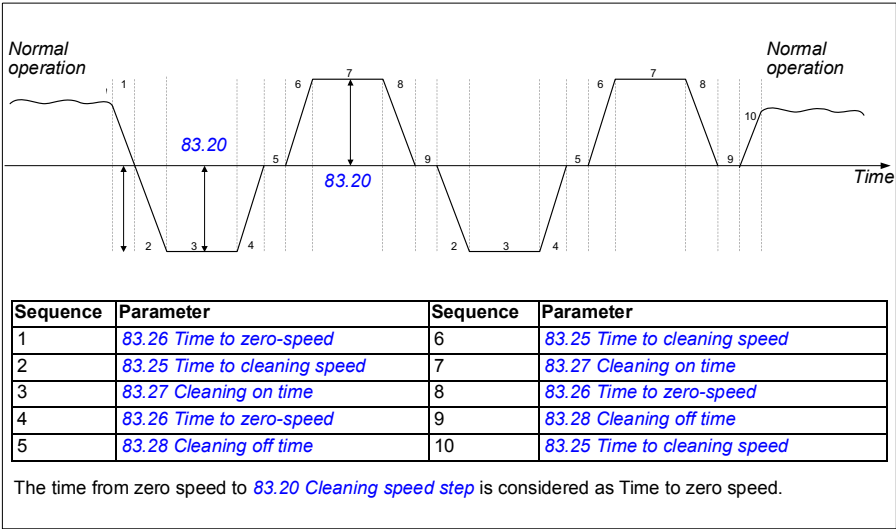 Normal operation
Normal operation
1
6
7
8
6
7
8
10
83.20
5
9
5
9
83.20
Time
2
3
4
2
3
4
Sequence Parameter Sequence Parameter
1 83.26 Time to zero-speed 6 83.25 Time to cleaning speed
2 83.25 Time to cleaning speed 7 83.27 Cleaning on time
3 83.27 Cleaning on time 8 83.26 Time to zero-speed
4 83.26 Time to zero-speed 9 83.28 Cleaning off time
5 83.28 Cleaning off time 10 83.25 Time to cleaning speed
The time from zero speed to 83.20 Cleaning speed step is considered as Time to zero speed.